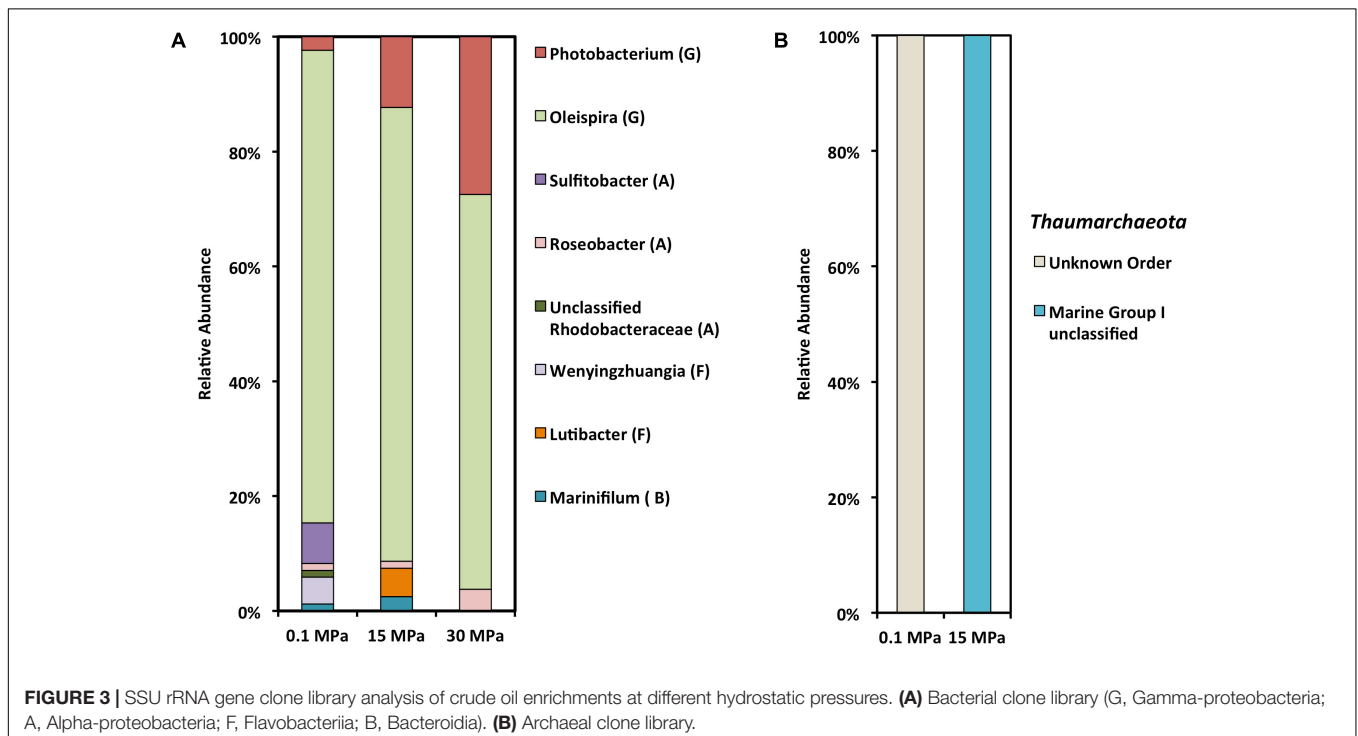 A
100%
80%
60%
40%
20%
0%
Relative Abundance
0.1 MPa 15 MPa 30 MPa
Photobacterium (G)
Oleispira (G)
Sulfitobacter (A)
Roseobacter (A)
Unclassified
Rhodobacteraceae (A)
Wenyingzhuangia (F)
Lutibacter (F)
Marinifilum ( B)
B
100%
80%
60%
40%
20%
0%
Relative Abundance
0.1 MPa 15 MPa
Thaumarchaeota
Unknown Order
Marine Group I
unclassified
FIGURE 3 | SSU rRNA gene clone library analysis of crude oil enrichments at different hydrostatic pressures. (A) Bacterial clone library (G, Gamma-proteobacteria;
A, Alpha-proteobacteria; F, Flavobacteriia; B, Bacteroidia). (B) Archaeal clone library.